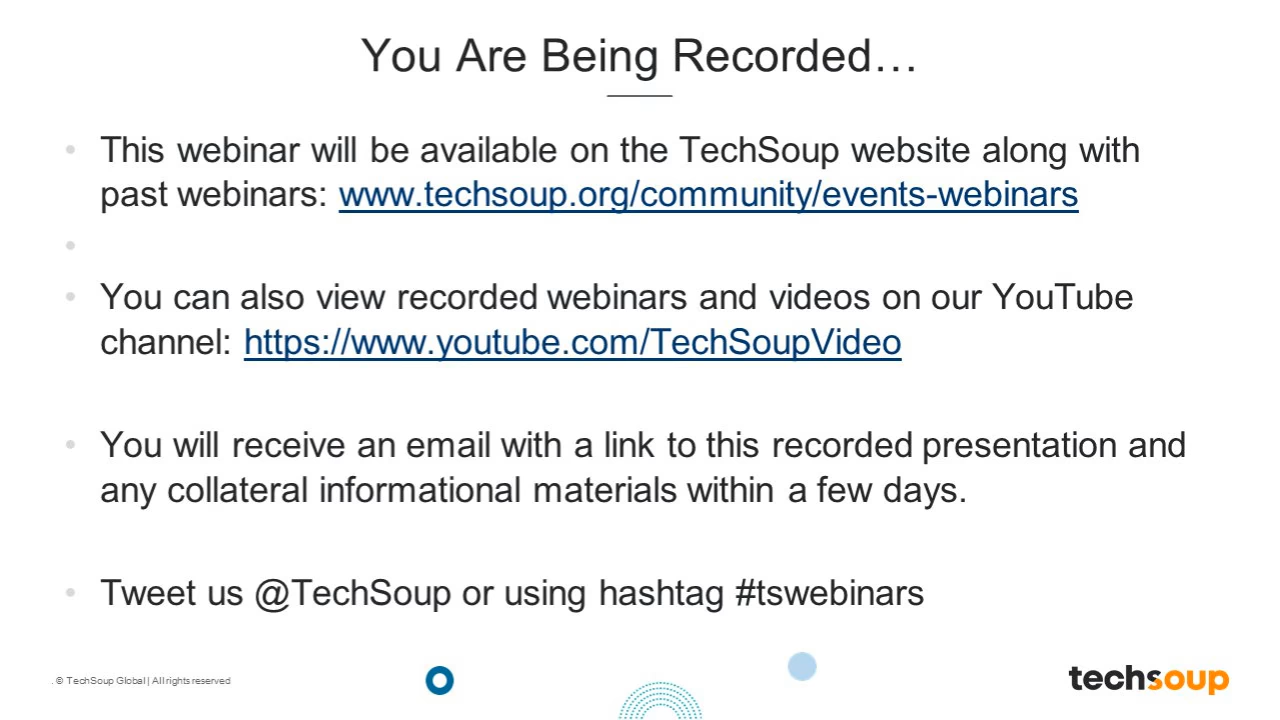 You Are Being Recorded…
• This webinar will be available on the TechSoup website along with
past webinars: www.techsoup.org/community/events-webinars
•
• You can also view recorded webinars and videos on our YouTube
channel: https://www.youtube.com/TechSoupVideo
• You will receive an email with a link to this recorded presentation and
any collateral informational materials within a few days.
• Tweet us @TechSoup or using hashtag #tswebinars
. © TechSoup Global | All rights reserved
techsoup